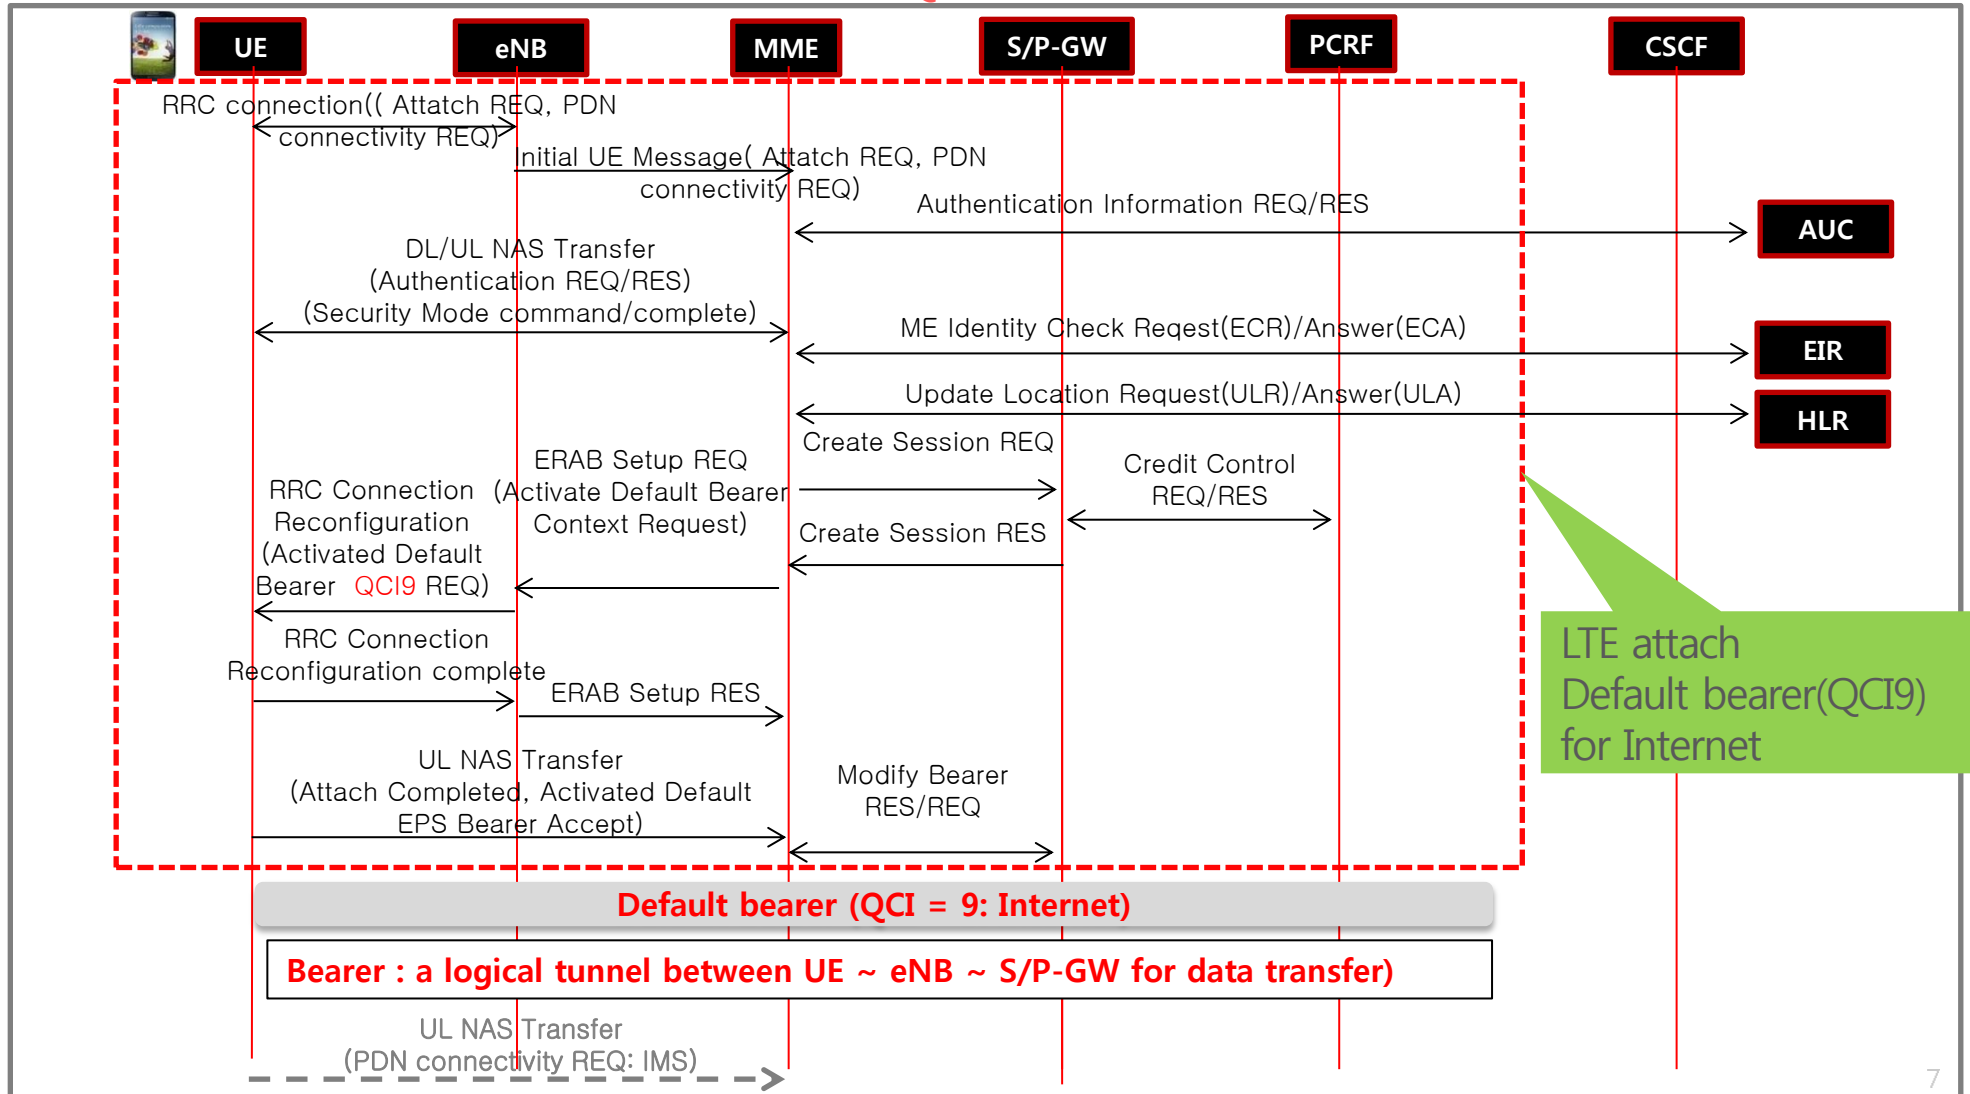 UE
eNB
MME
S/P-GW
PCRF
CSCF
RRC connection(( Attatch REQ, PDN
connectivity REQ)
Initial UE Message( Attatch REQ, PDN
connectivity REQ)
Authentication Information REQ/RES
AUC
DL/UL NAS Transfer
(Authentication REQ/RES)
(Security Mode command/complete)
ME Identity Check Reqest(ECR)/Answer(ECA)
EIR
Update Location Request(ULR)/Answer(ULA)
HLR
Create Session REQ
ERAB Setup REQ
(Activate Default Bearer
Context Request)
Credit Control
REQ/RES
RRC Connection
Reconfiguration
(Activated Default
Bearer QCI9 REQ)
Create Session RES
RRC Connection
Reconfiguration complete
ERAB Setup RES
LTE attach
Default bearer(QCI9)
for Internet
UL NAS Transfer
(Attach Completed, Activated Default
EPS Bearer Accept)
Modify Bearer
RES/REQ
Default bearer (QCI = 9: Internet)
Bearer : a logical tunnel between UE ~ eNB ~ S/P-GW for data transfer)
UL NAS Transfer
(PDN connectivity REQ: IMS)
7